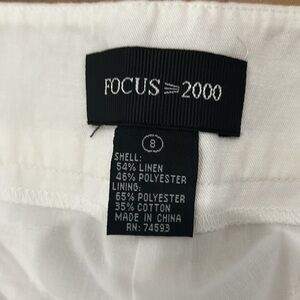 FOCUS 2000
8
SHELL:
54% LINEN
46% POLYESTER
LINING:
65% POLYESTER
35% COTTON
MADE IN CHINA
RN: 74593